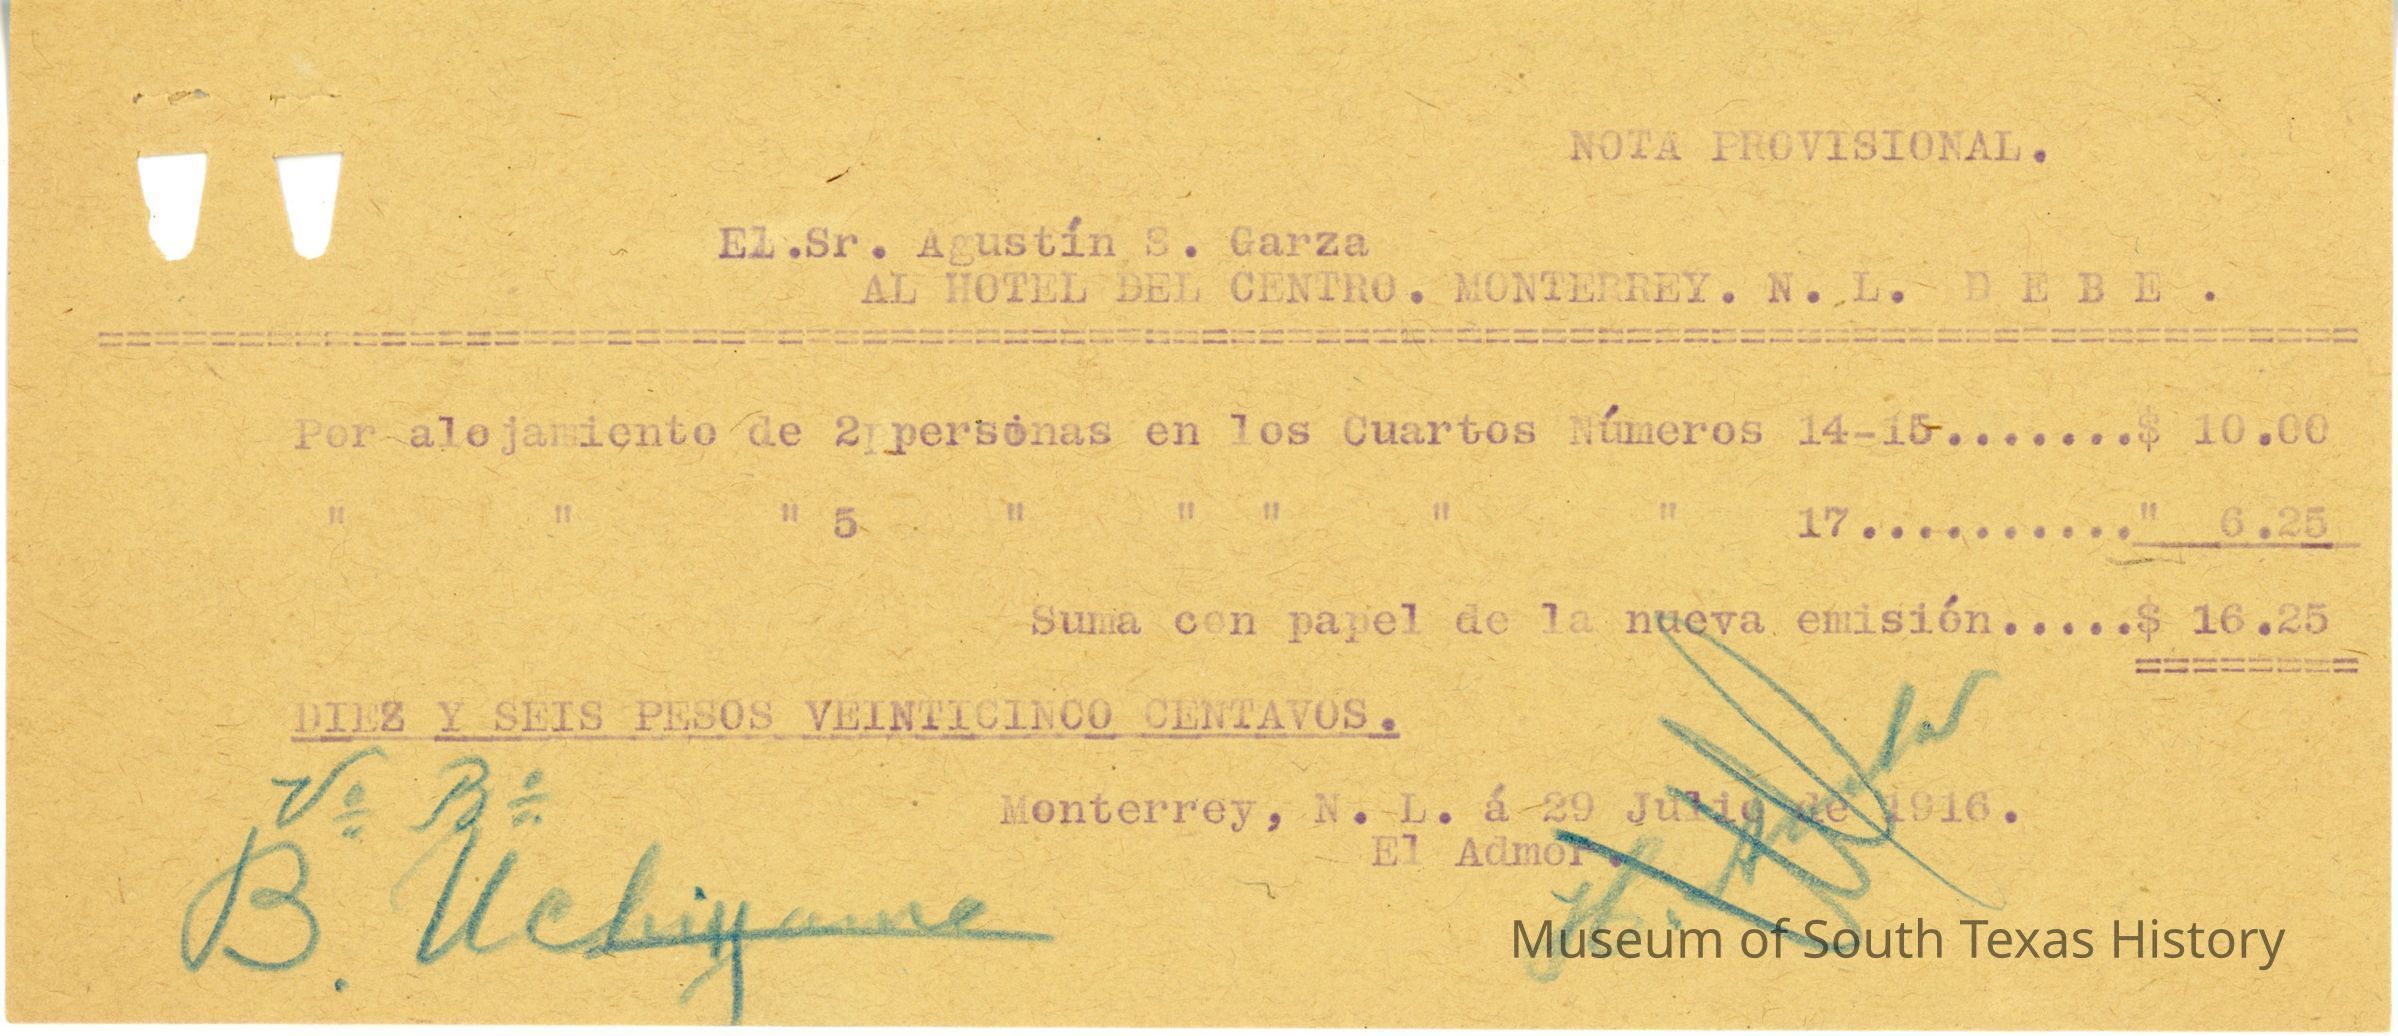 NOTA PROVISIONAL.
El.Sr. Agustín S. Garza
AL HOTEL DEL CENTRO. MONTERREY. N. L. D E B E .
================================================================================
Por alojamiento de 2ppersonas en los Cuartos Números 14-15.......$ 10.00
" " " 5 " " " " " 17.........." 6.25
Suma con papel de la nueva emisión.....$ 16.25
========
DIEZ Y SEIS PESOS VEINTICINCO CENTAVOS.
Vº Bº
Monterrey, N. L. á 29 Julio de 1916.
El Admor.
B. Uchiyame
Museum of South Texas History